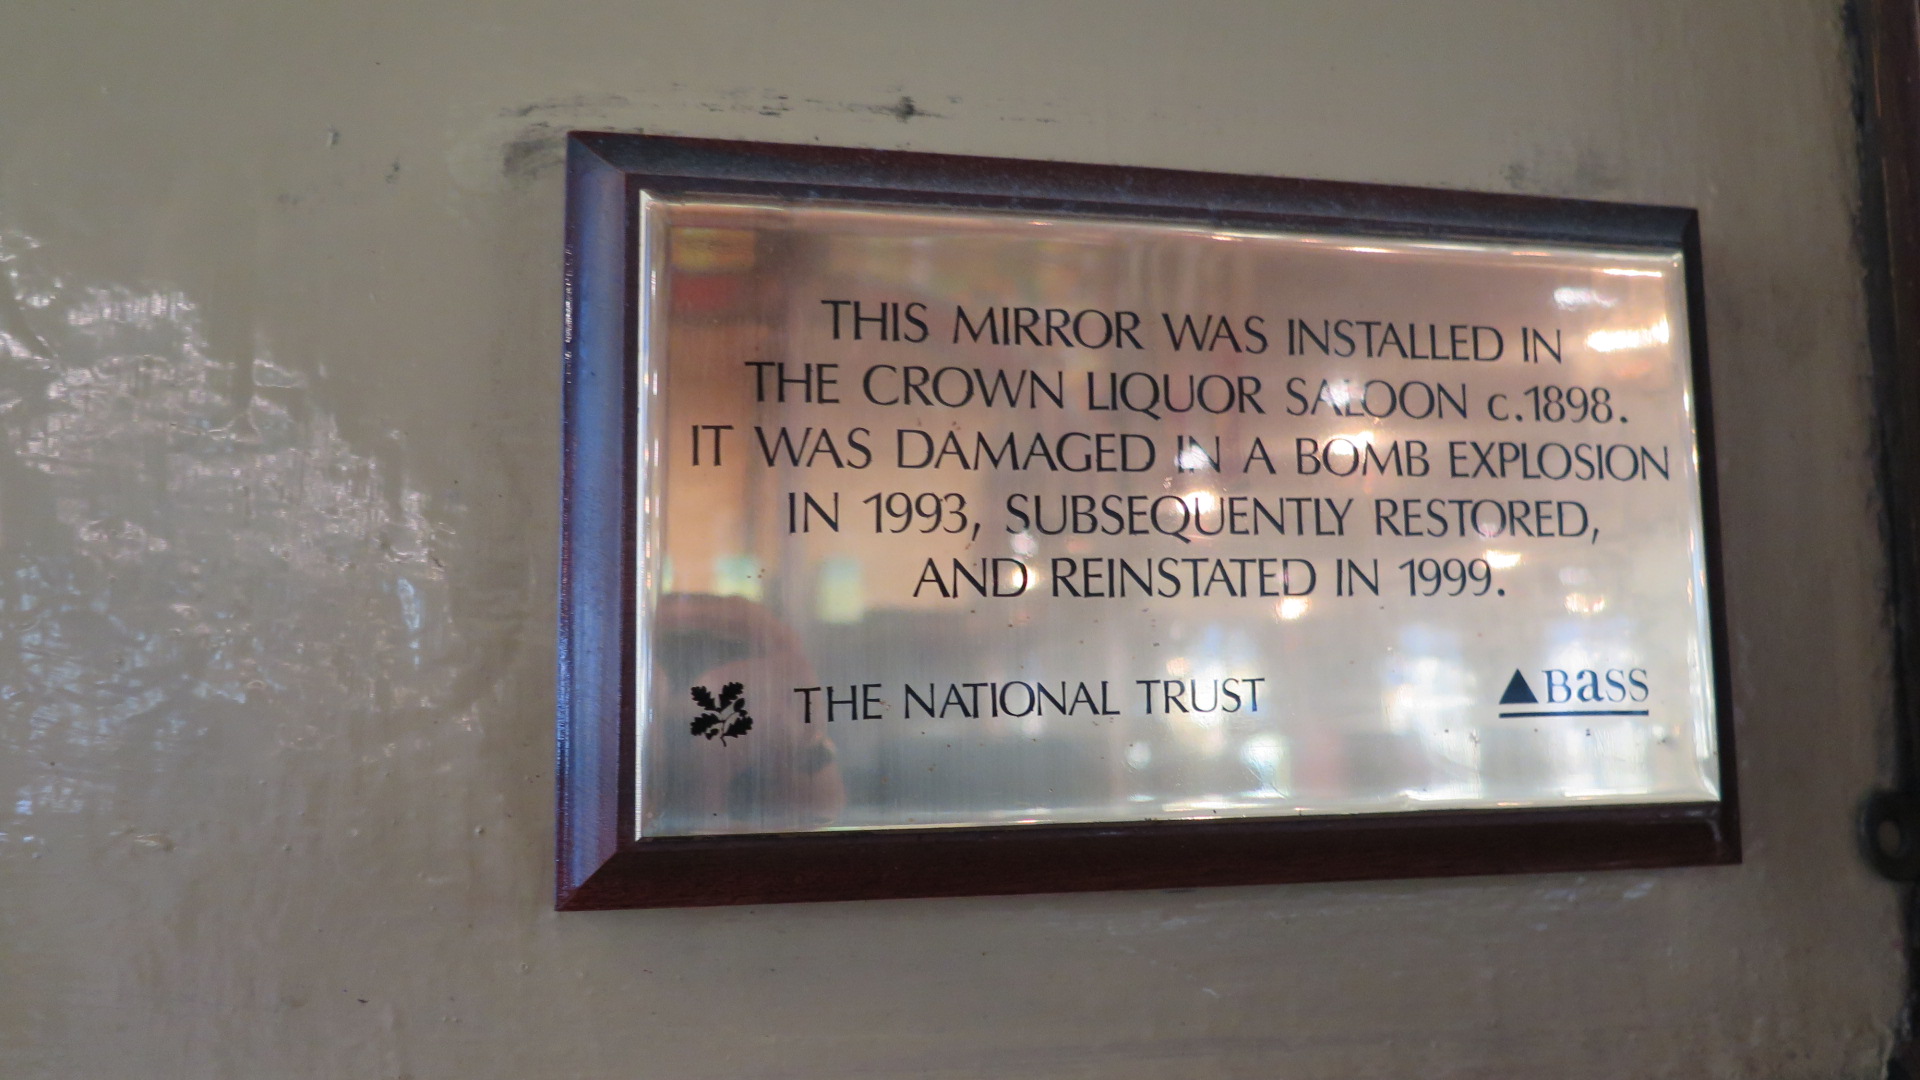 THIS MIRROR WAS INSTALLED IN
THE CROWN LIQUOR SALOON c.1898.
IT WAS DAMAGED IN A BOMB EXPLOSION
IN 1993, SUBSEQUENTLY RESTORED,
AND REINSTATED IN 1999.
THE NATIONAL TRUST
BASS